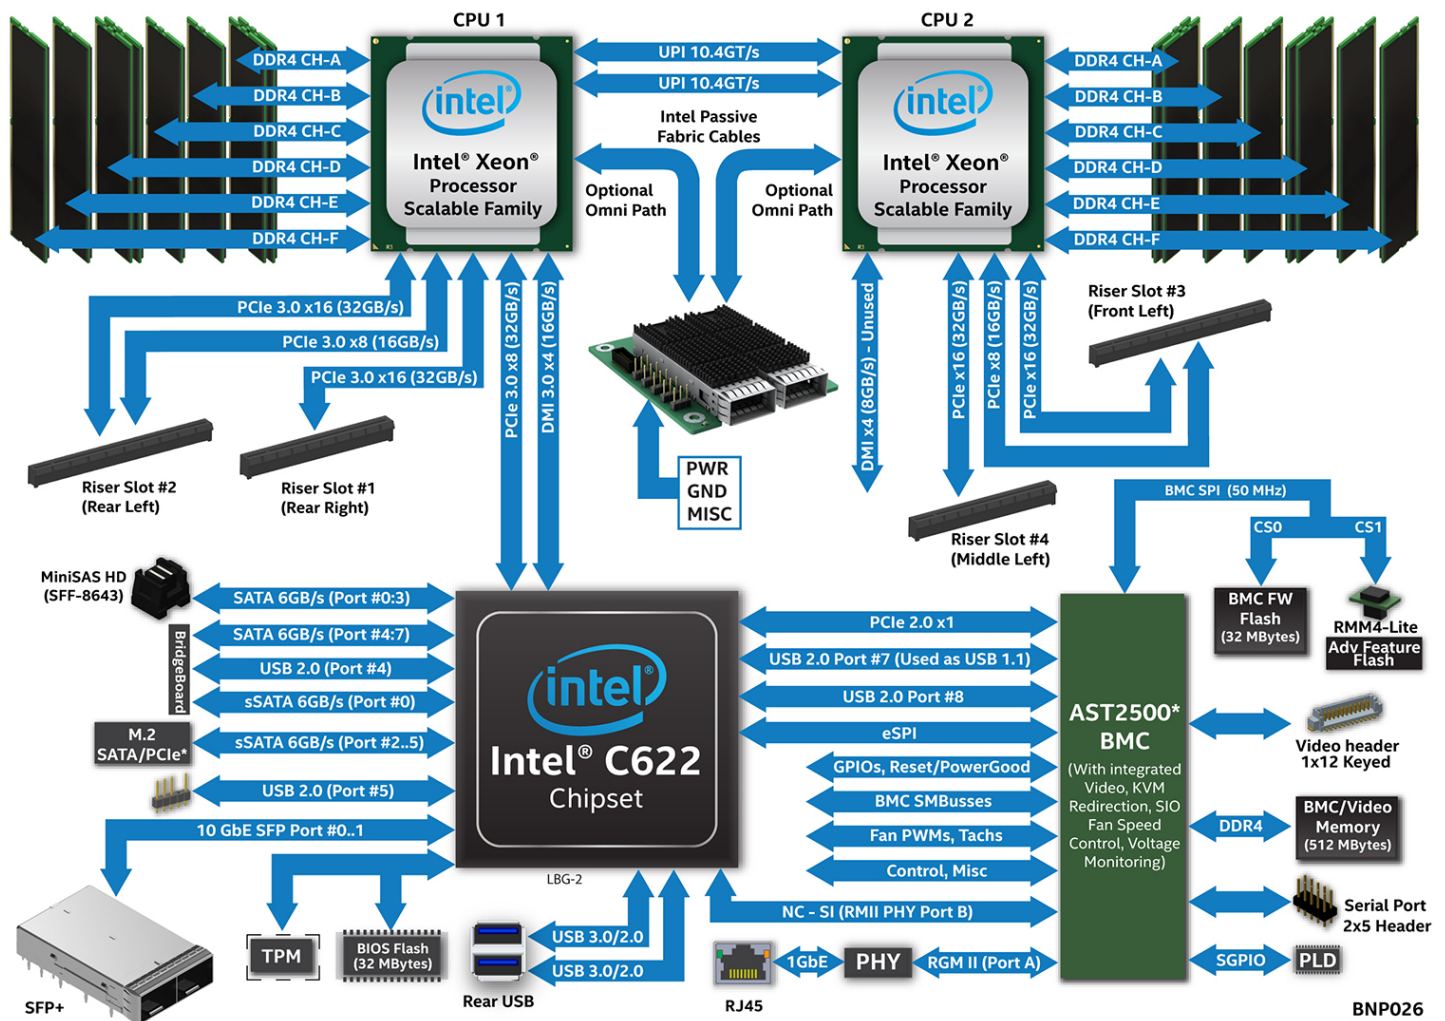 CPU 1
CPU 2
DDR4 CH-A
DDR4 CH-B
DDR4 CH-C
DDR4 CH-D
DDR4 CH-E
DDR4 CH-F
intel®
Intel® Xeon®
Processor
Scalable Family
UPI 10.4GT/s
UPI 10.4GT/s
Intel Passive
Fabric Cables
Optional
Omni Path
Optional
Omni Path
intel®
Intel® Xeon®
Processor
Scalable Family
DDR4 CH-A
DDR4 CH-B
DDR4 CH-C
DDR4 CH-D
DDR4 CH-E
DDR4 CH-F
PCIe 3.0 x16 (32GB/s)
PCIe 3.0 x8 (16GB/s)
PCIe 3.0 x16 (32GB/s)
PCIe 3.0 x8 (32GB/s)
DMI 3.0 x4 (16GB/s)
Riser Slot #2
(Rear Left)
Riser Slot #1
(Rear Right)
PWR
GND
MISC
DMI x4 (8GB/s) - Unused
PCIe x16 (32GB/s)
PCIe x8 (16GB/s)
PCIe x16 (32GB/s)
Riser Slot #3
(Front Left)
Riser Slot #4
(Middle Left)
BMC SPI (50 MHz)
CS0
CS1
BMC FW
Flash
(32 MBytes)
RMM4-Lite
Adv Feature
Flash
MiniSAS HD
(SFF-8643)
BridgeBoard
M.2
SATA/PCIe*
SATA 6GB/s (Port #0:3)
SATA 6GB/s (Port #4:7)
USB 2.0 (Port #4)
sSATA 6GB/s (Port #0)
sSATA 6GB/s (Port #2..5)
USB 2.0 (Port #5)
10 GbE SFP Port #0..1
intel®
Intel® C622
Chipset
LBG-2
PCIe 2.0 x1
USB 2.0 Port #7 (Used as USB 1.1)
USB 2.0 Port #8
eSPI
GPIOs, Reset/PowerGood
BMC SMBusses
Fan PWMs, Tachs
Control, Misc
NC - SI (RMII PHY Port B)
AST2500*
BMC
(With integrated
Video, KVM
Redirection, SIO
Fan Speed
Control, Voltage
Monitoring)
Video header
1x12 Keyed
DDR4
BMC/Video
Memory
(512 MBytes)
Serial Port
2x5 Header
SGPIO
PLD
SFP+
TPM
BIOS Flash
(32 MBytes)
USB 3.0/2.0
USB 3.0/2.0
Rear USB
RJ45
1GbE
PHY
RGM II (Port A)
BNP026